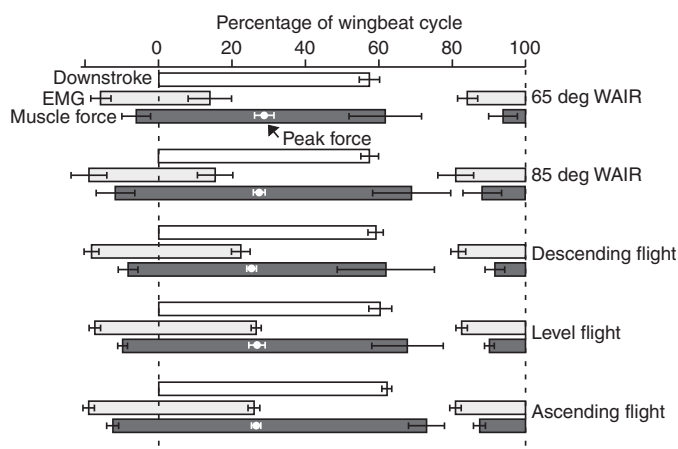 Percentage of wingbeat cycle
0 20 40 60 80 100
Downstroke
EMG
65 deg WAIR
Muscle force
Peak force
85 deg WAIR
Descending flight
Level flight
Ascending flight